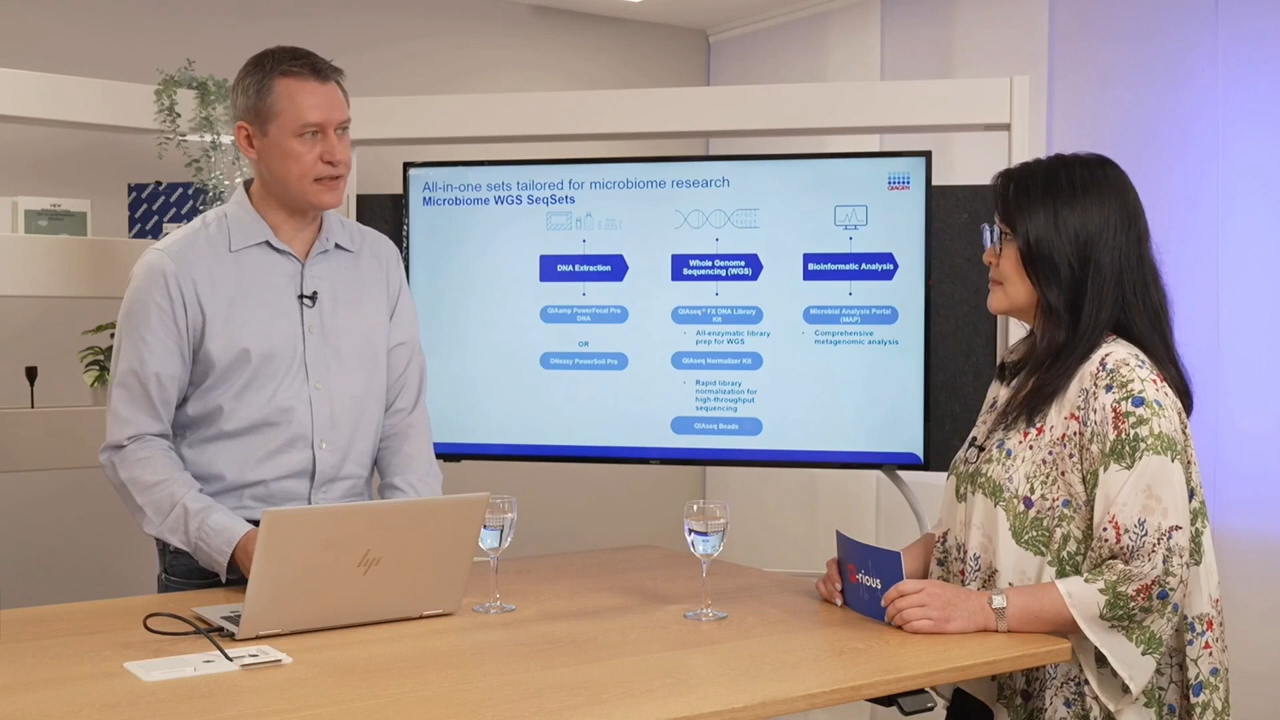 All-in-one sets tailored for microbiome research
Microbiome WGS SeqSets
QIAGEN
DNA Extraction
Whole Genome
Sequencing (WGS)
Bioinformatic Analysis
QIAamp PowerFecal Pro
DNA
OR
DNeasy PowerSoil Pro
QIAseq® FX DNA Library
Kit
• All-enzymatic library
prep for WGS
QIAseq Normalizer Kit
• Rapid library
normalization for
high-throughput
sequencing
QIAseq Beads
Microbial Analysis Portal
(MAP)
• Comprehensive
metagenomic analysis
hp
Q-rious